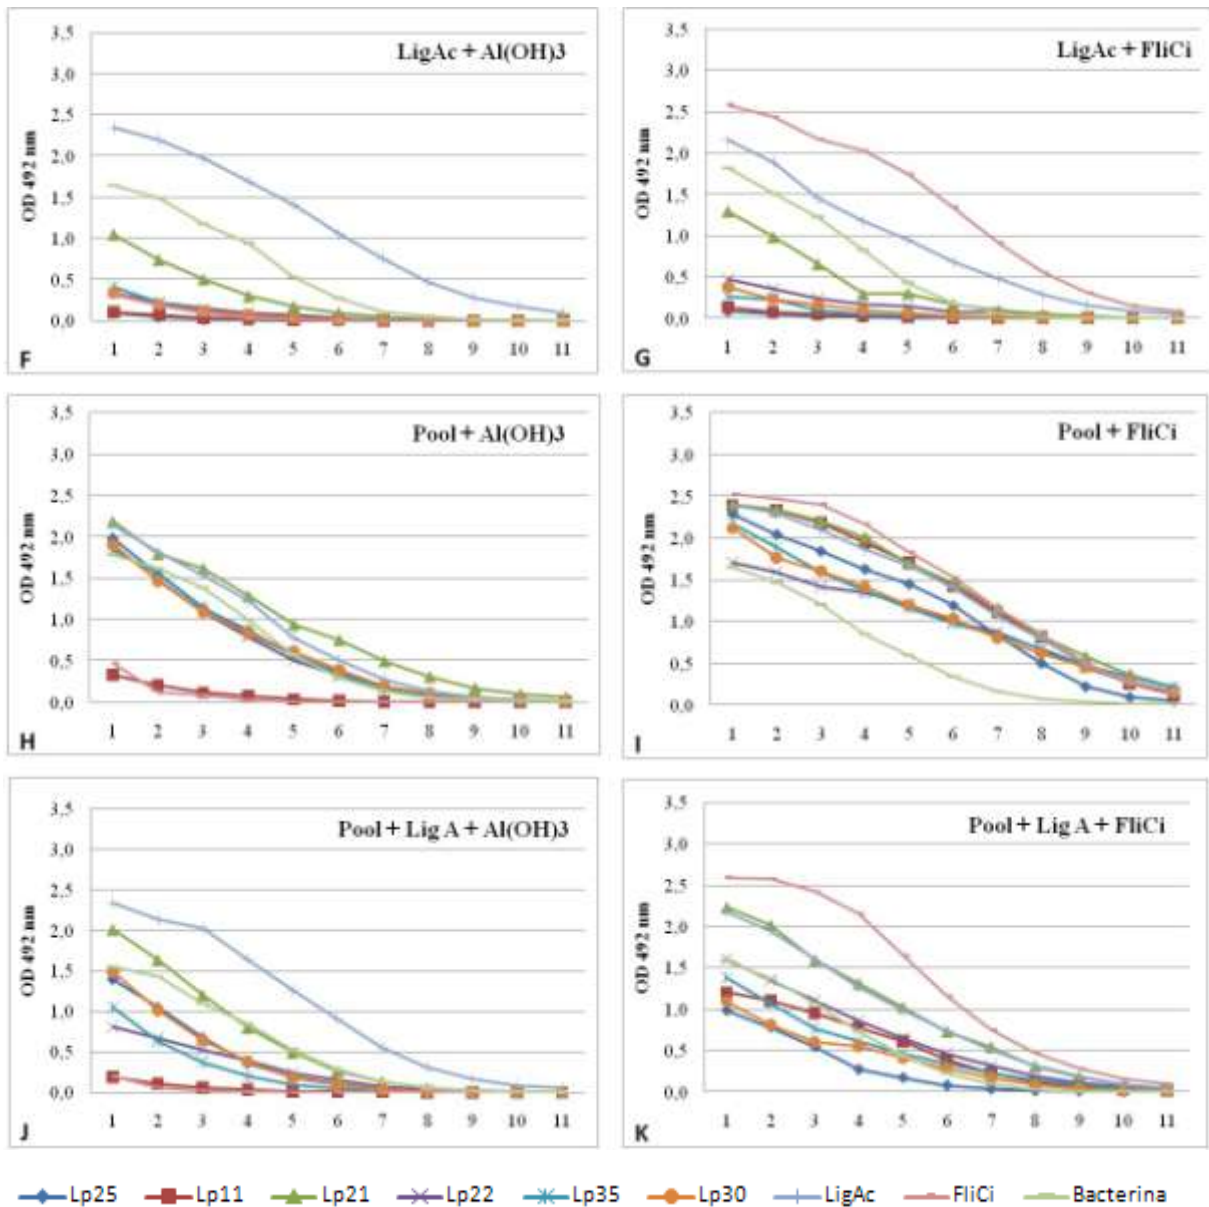 LigAc + Al(OH)3
OD 492 nm
3,5
3,0
2,5
2,0
1,5
1,0
0,5
0,0
1 2 3 4 5 6 7 8 9 10 11
F
LigAc + FliCi
OD 492 nm
3,5
3,0
2,5
2,0
1,5
1,0
0,5
0,0
1 2 3 4 5 6 7 8 9 10 11
G
Pool + Al(OH)3
OD 492 nm
3,5
3,0
2,5
2,0
1,5
1,0
0,5
0,0
1 2 3 4 5 6 7 8 9 10 11
H
Pool + FliCi
OD 492 nm
3,5
3,0
2,5
2,0
1,5
1,0
0,5
0,0
1 2 3 4 5 6 7 8 9 10 11
I
Pool + Lig A + Al(OH)3
OD 492 nm
3,5
3,0
2,5
2,0
1,5
1,0
0,5
0,0
1 2 3 4 5 6 7 8 9 10 11
J
Pool + Lig A + FliCi
OD 492 nm
3,5
3,0
2,5
2,0
1,5
1,0
0,5
0,0
1 2 3 4 5 6 7 8 9 10 11
K
Lp25 Lp11 Lp21 Lp22 Lp35 Lp30 LigAc FliCi Bacterina